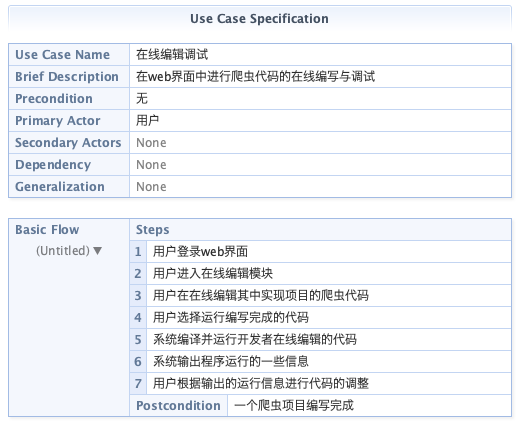 Use Case Specification
Use Case Name 在线编辑调试
Brief Description 在web界面中进行爬虫代码的在线编写与调试
Precondition 无
Primary Actor 用户
Secondary Actors None
Dependency None
Generalization None
Basic Flow Steps
(Untitled) ▼ 1 用户登录web界面
2 用户进入在线编辑模块
3 用户在在线编辑其中实现项目的爬虫代码
4 用户选择运行编写完成的代码
5 系统编译并运行开发者在线编辑的代码
6 系统输出程序运行的一些信息
7 用户根据输出的运行信息进行代码的调整
Postcondition 一个爬虫项目编写完成